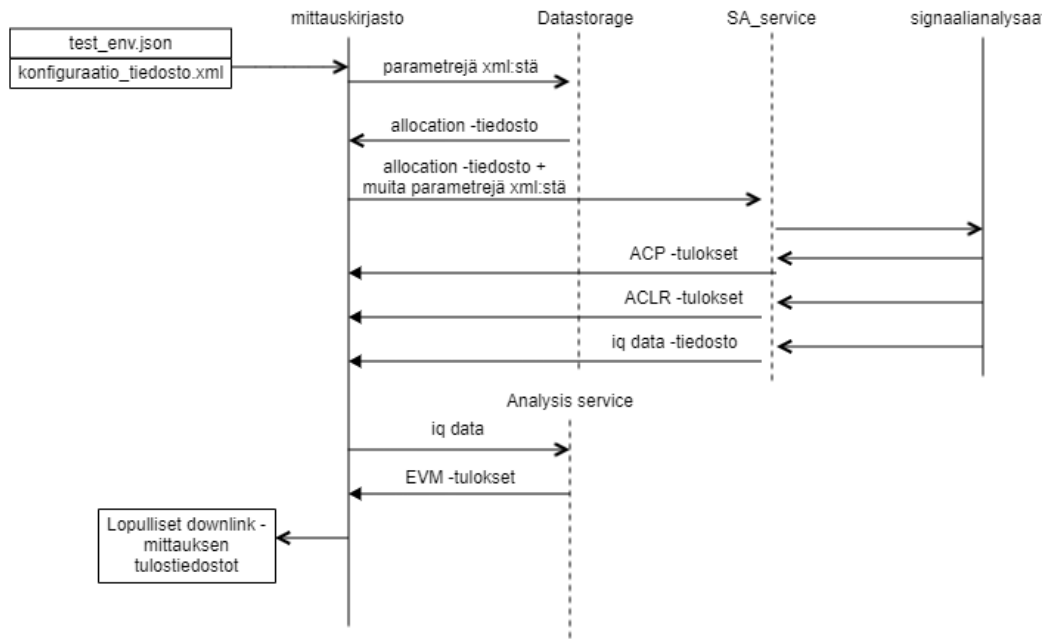 mittauskirjasto
Datastorage
SA_service
signaalianalysaat
test_env.json
konfiguraatio_tiedosto.xml
parametrejä xml:stä
allocation -tiedosto
allocation -tiedosto +
muita parametrejä xml:stä
ACP -tulokset
ACLR -tulokset
iq data -tiedosto
Analysis service
iq data
EVM -tulokset
Lopulliset downlink -
mittauksen
tulostiedostot